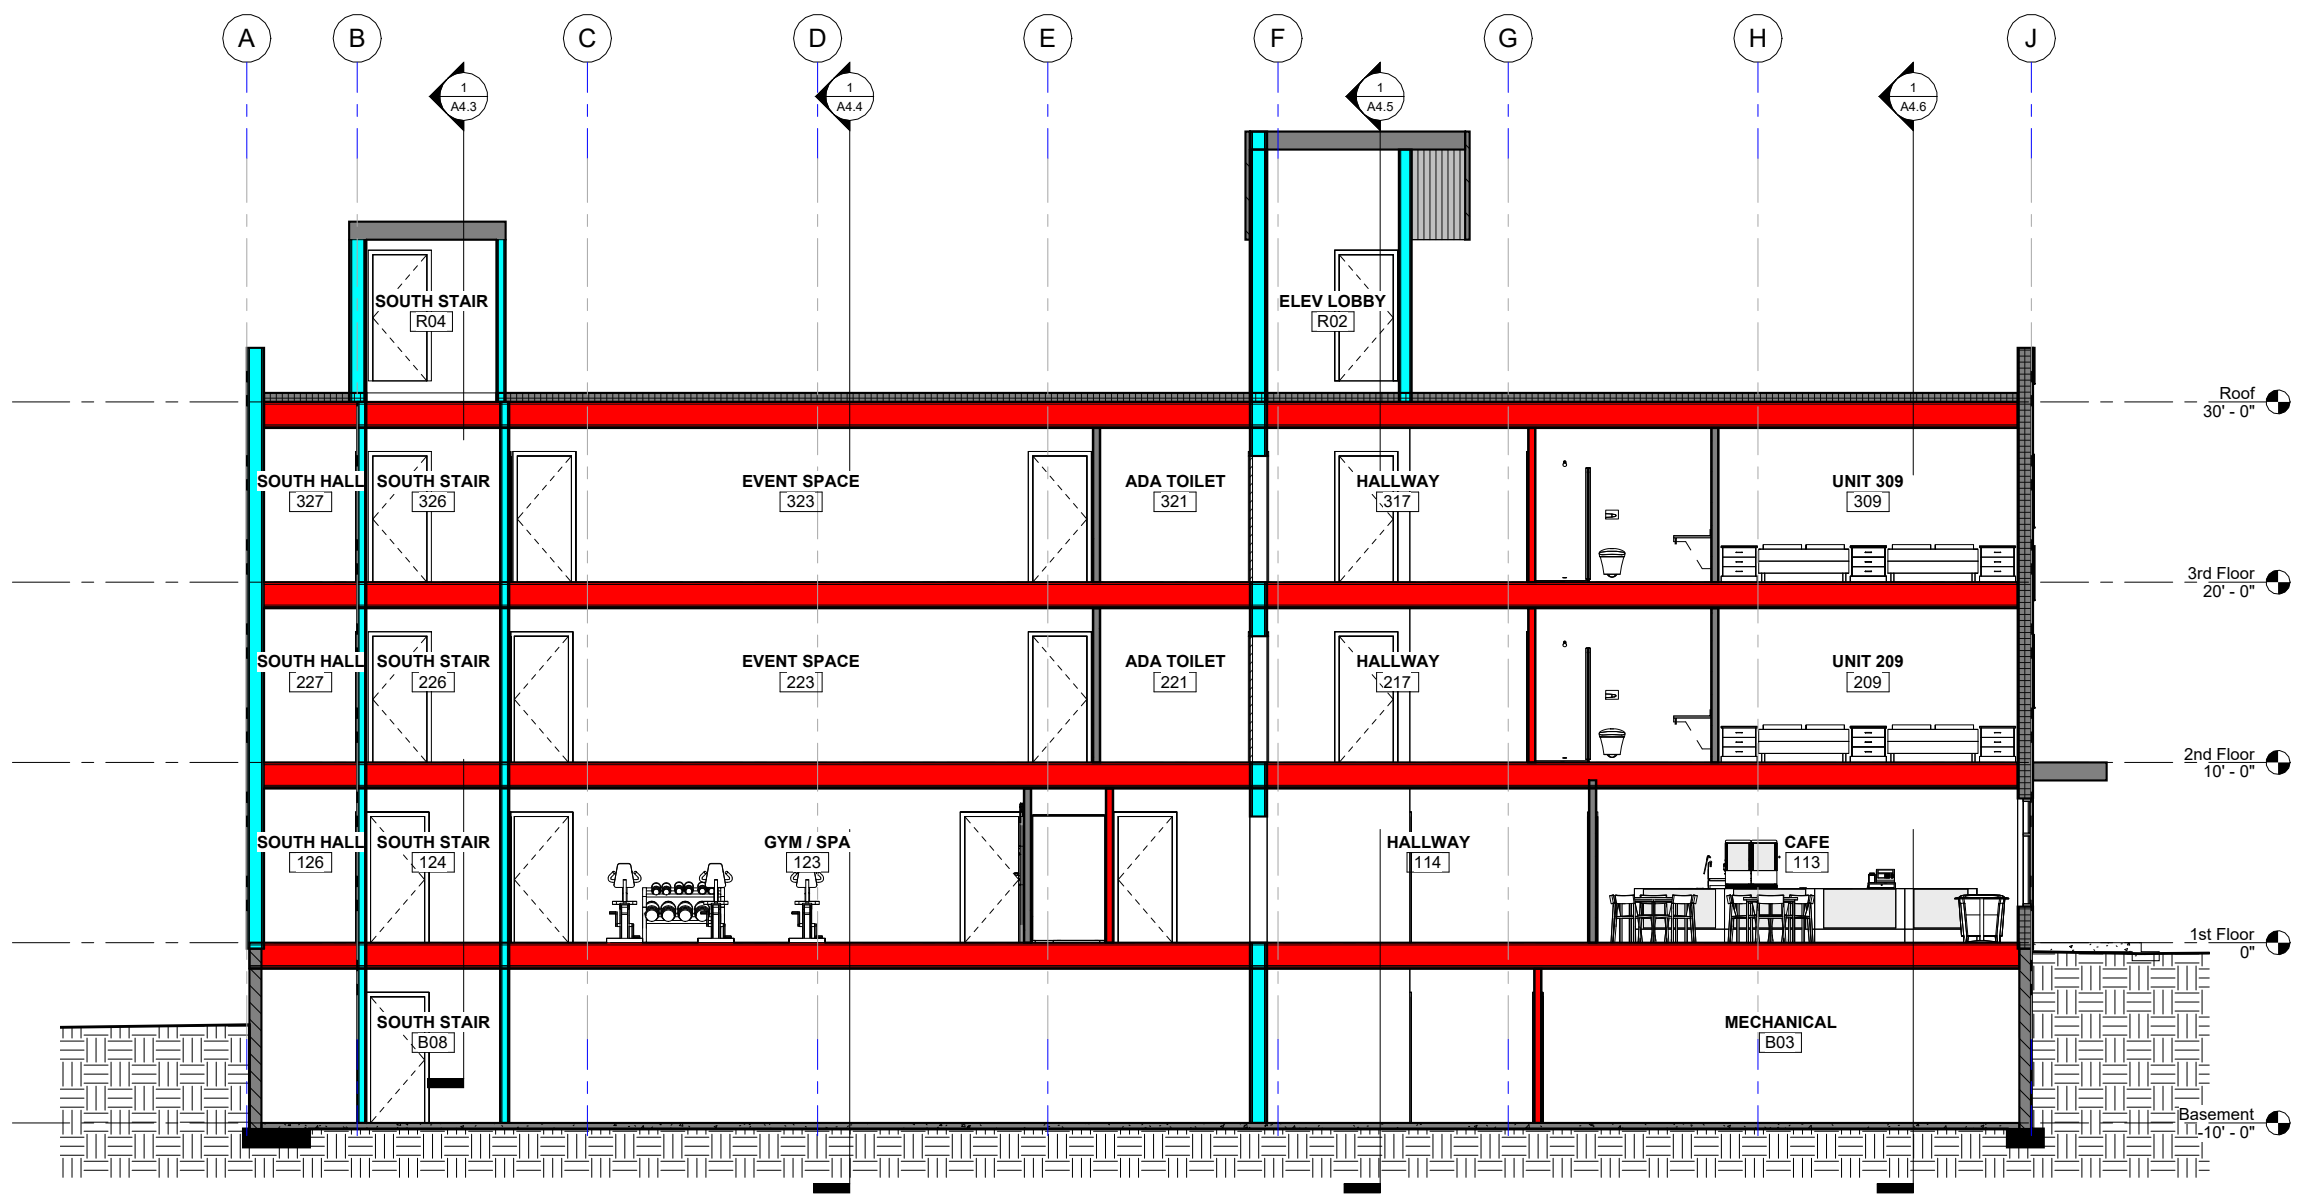 A B C D E F G H J
1 1 1 1
A4.3 A4.4 A4.5 A4.6
SOUTH STAIR ELEV LOBBY
R04 R02
Roof
30' - 0"
SOUTH HALL SOUTH STAIR EVENT SPACE ADA TOILET HALLWAY UNIT 309
327 326 323 321 317 309
3rd Floor
20' - 0"
SOUTH HALL SOUTH STAIR EVENT SPACE ADA TOILET HALLWAY UNIT 209
227 226 223 221 217 209
2nd Floor
10' - 0"
SOUTH HALL SOUTH STAIR GYM / SPA HALLWAY CAFE
126 124 123 114 113
1st Floor
0"
SOUTH STAIR MECHANICAL
B08 B03
Basement
-10' - 0"